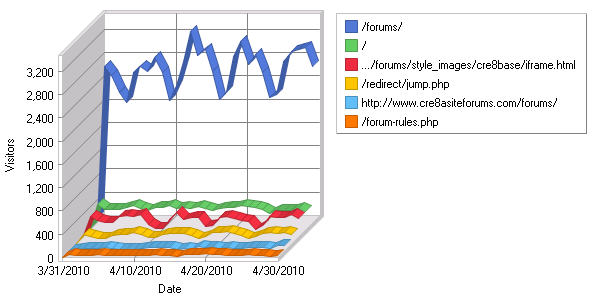 /forums/
/
.../forums/style_images/cre8base/iframe.html
/redirect/jump.php
http://www.cre8asiteforums.com/forums/
/forum-rules.php
Visitors
3,200
2,800
2,400
2,000
1,600
1,200
800
400
0
3/31/2010 4/10/2010 4/20/2010 4/30/2010
Date